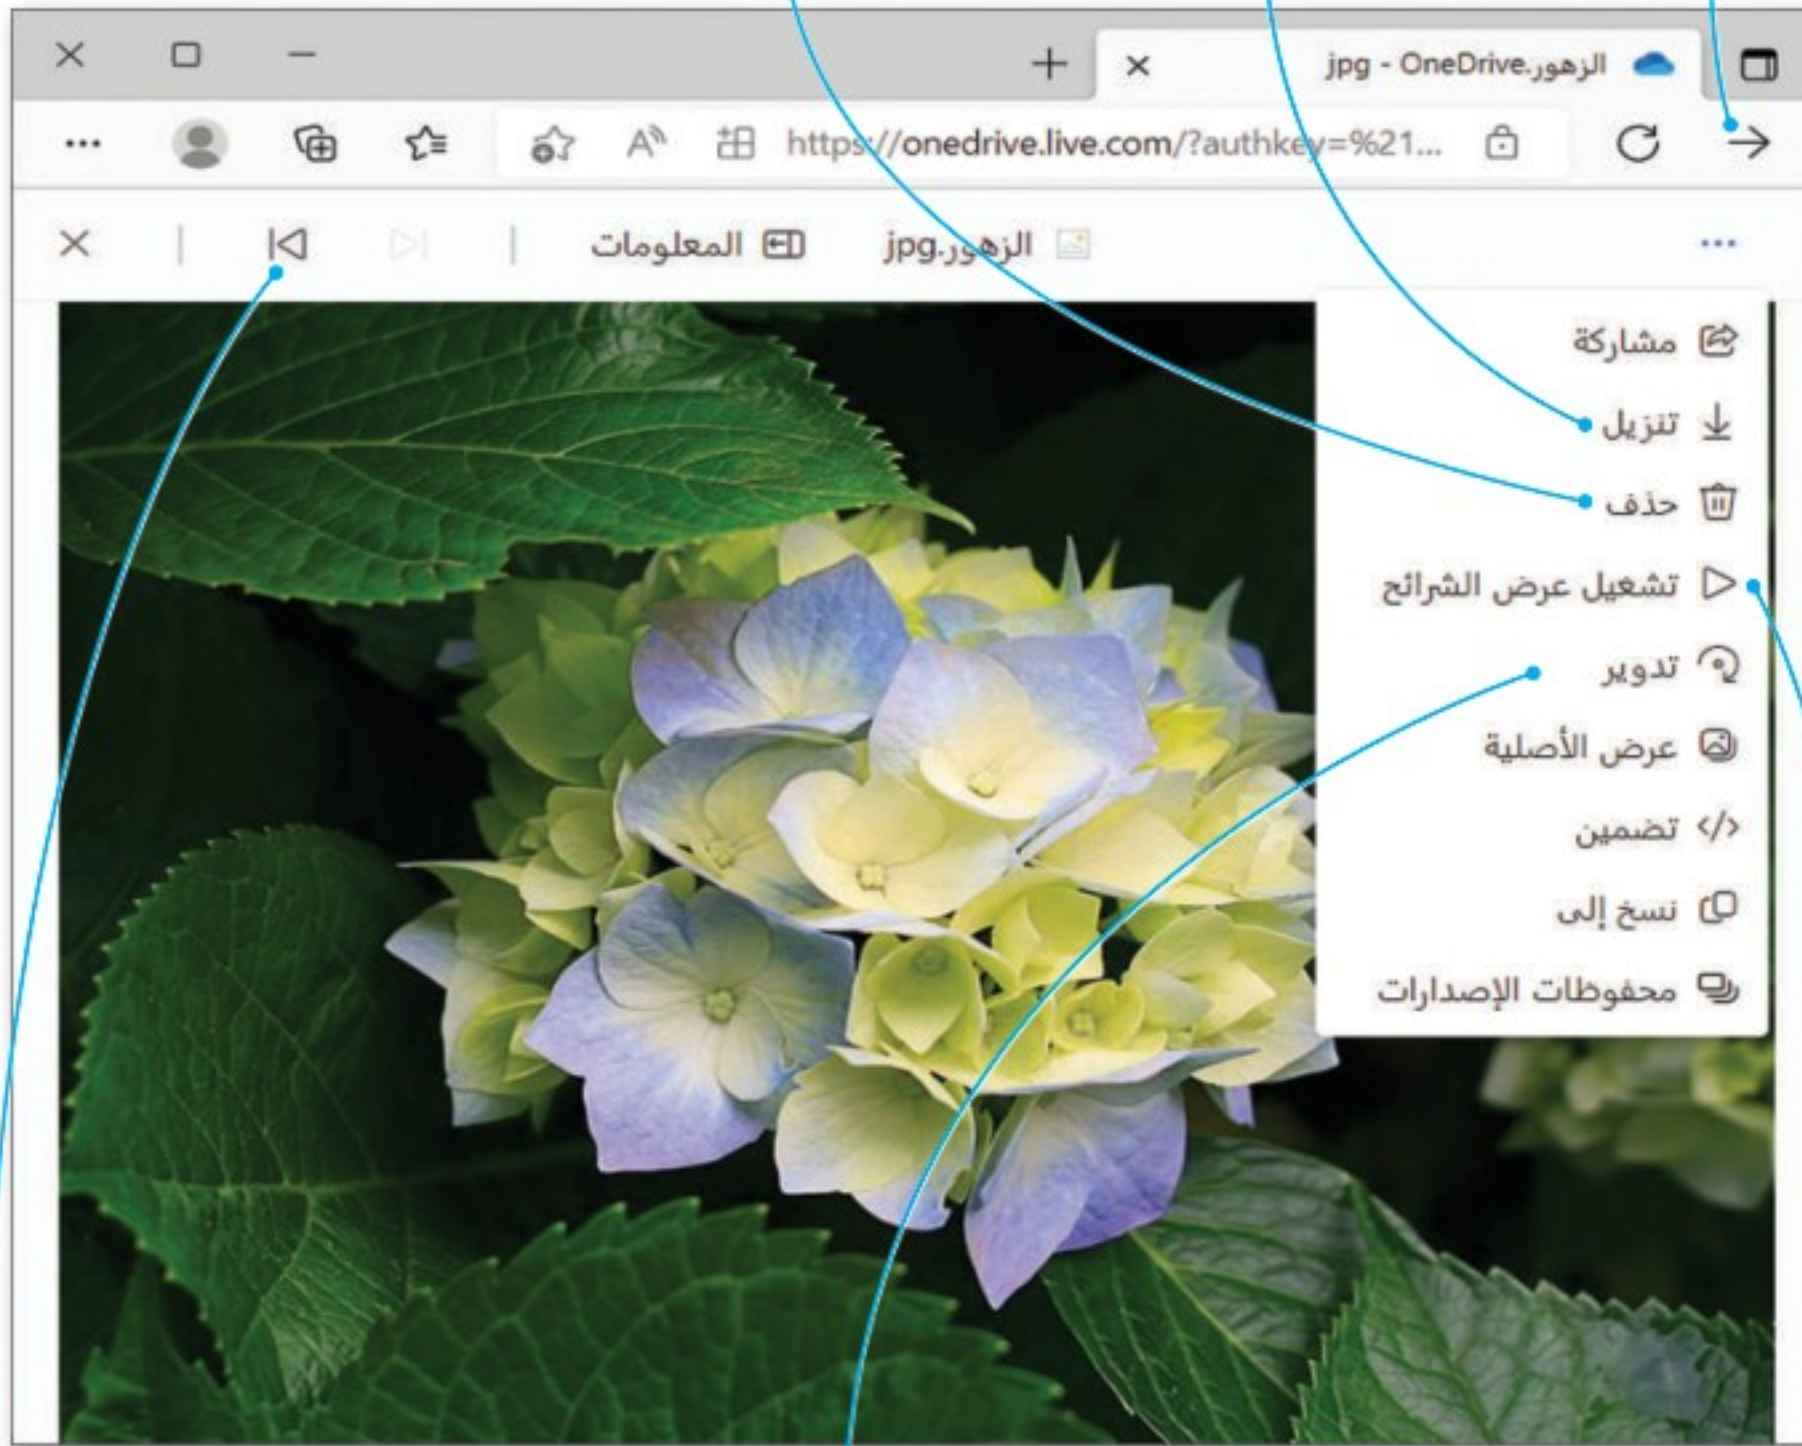 الزهور.jpg - OneDrive
https://onedrive.live.com/?authkey=%21...
الزهور.jpg المعلومات
مشاركة
تنزيل
حذف
تشغيل عرض الشرائح
تدوير
عرض الأصلية
تضمين
نسخ إلى
محفوظات الإصدارات